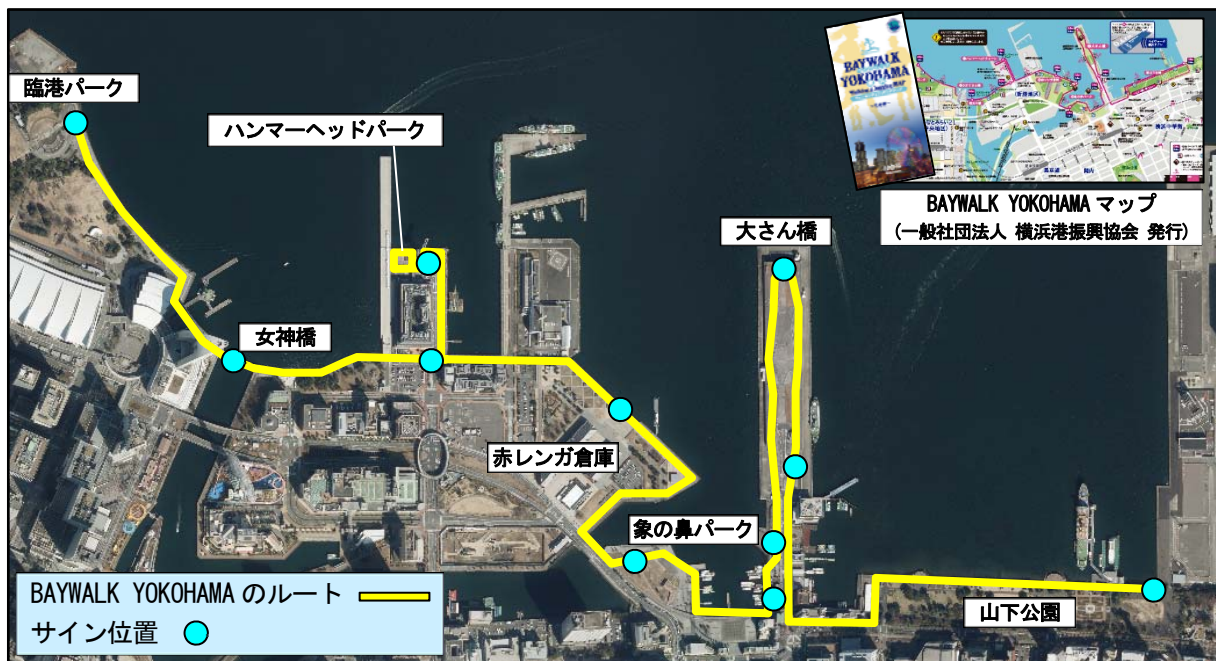 臨港パーク
ハンマーヘッドパーク
BAYWALK
YOKOHAMA
BAYWALK YOKOHAMA マップ
(一般社団法人 横浜港振興協会 発行)
大さん橋
女神橋
赤レンガ倉庫
象の鼻パーク
山下公園
BAYWALK YOKOHAMA のルート
サイン位置